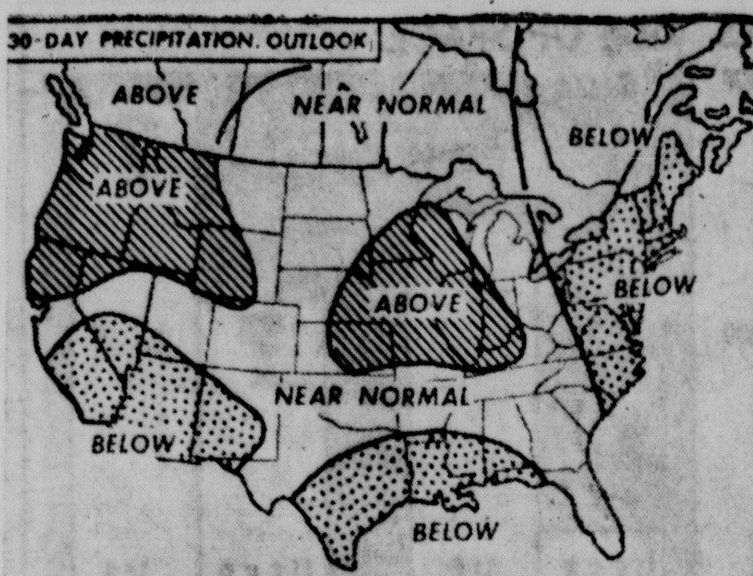 30-DAY PRECIPITATION. OUTLOOK
ABOVE
NEAR NORMAL
BELOW
ABOVE
BELOW
ABOVE
NEAR NORMAL
BELOW
BELOW